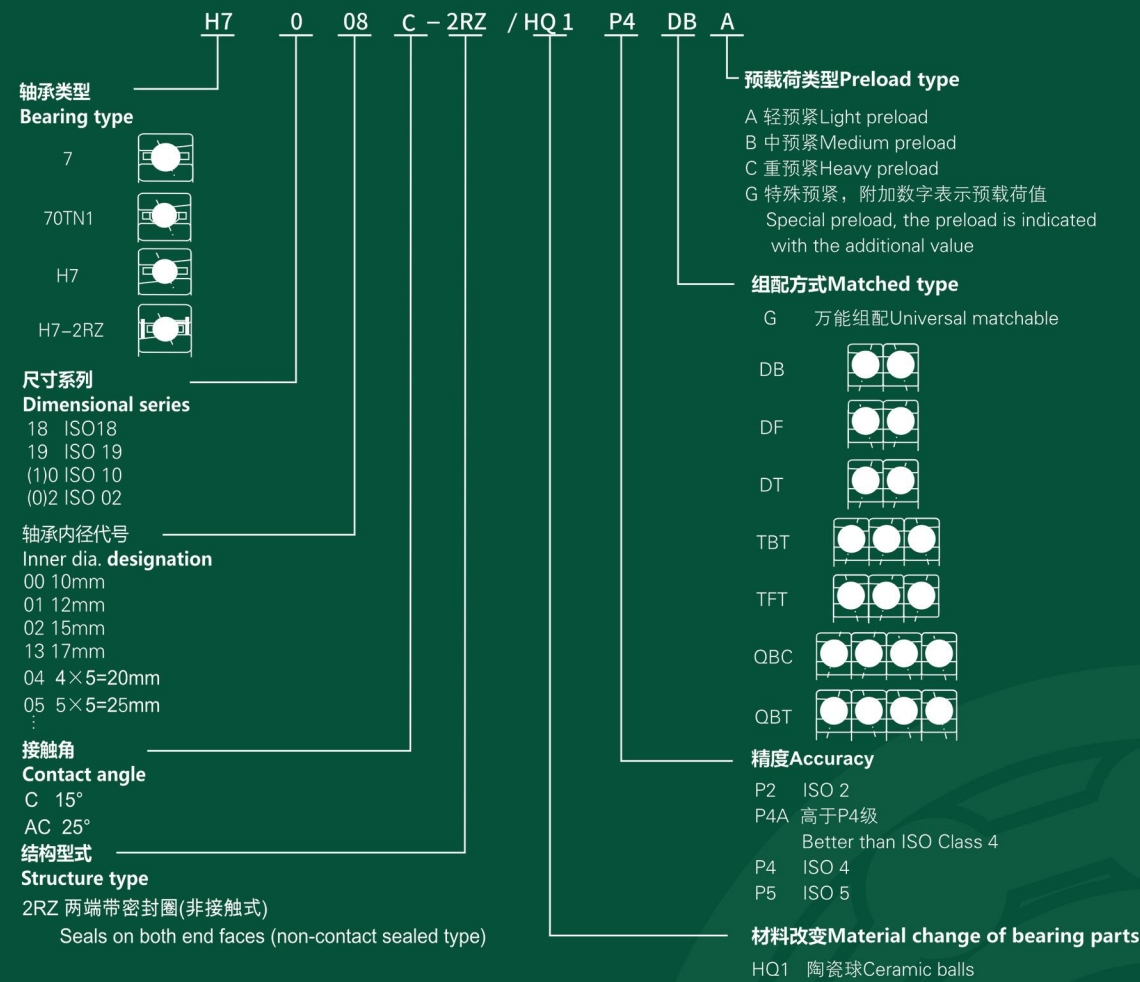 H7 0 08 C - 2RZ / HQ 1 P4 DB A
轴承类型
Bearing type
7
70TN1
H7
H7-2RZ
尺寸系列
Dimensional series
18 ISO18
19 ISO 19
(1)0 ISO 10
(0)2 ISO 02
轴承内径代号
Inner dia. designation
00 10mm
01 12mm
02 15mm
13 17mm
04 4×5=20mm
05 5×5=25mm
⋮
接触角
Contact angle
C 15°
AC 25°
结构型式
Structure type
2RZ 两端带密封圈(非接触式)
Seals on both end faces (non-contact sealed type)
预载荷类型Preload type
A 轻预紧Light preload
B 中预紧Medium preload
C 重预紧Heavy preload
G 特殊预紧，附加数字表示预载荷值
Special preload, the preload is indicated
with the additional value
组配方式Matched type
G 万能组配Universal matchable
DB
DF
DT
TBT
TFT
QBC
QBT
精度Accuracy
P2 ISO 2
P4A 高于P4级
Better than ISO Class 4
P4 ISO 4
P5 ISO 5
材料改变Material change of bearing parts
HQ1 陶瓷球Ceramic balls